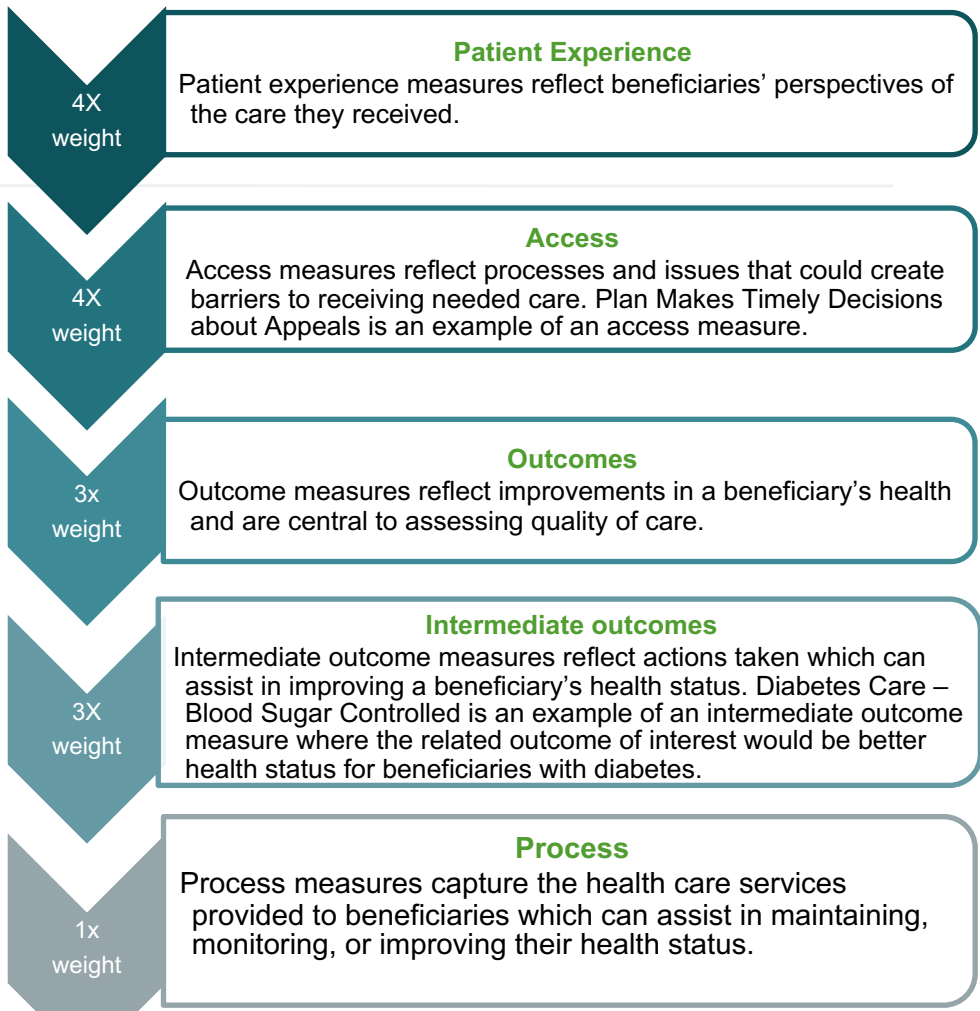 4X
weight
Patient Experience
Patient experience measures reflect beneficiaries’ perspectives of
the care they received.
4X
weight
Access
Access measures reflect processes and issues that could create
barriers to receiving needed care. Plan Makes Timely Decisions
about Appeals is an example of an access measure.
3x
weight
Outcomes
Outcome measures reflect improvements in a beneficiary’s health
and are central to assessing quality of care.
3X
weight
Intermediate outcomes
Intermediate outcome measures reflect actions taken which can
assist in improving a beneficiary’s health status. Diabetes Care –
Blood Sugar Controlled is an example of an intermediate outcome
measure where the related outcome of interest would be better
health status for beneficiaries with diabetes.
1x
weight
Process
Process measures capture the health care services
provided to beneficiaries which can assist in maintaining,
monitoring, or improving their health status.